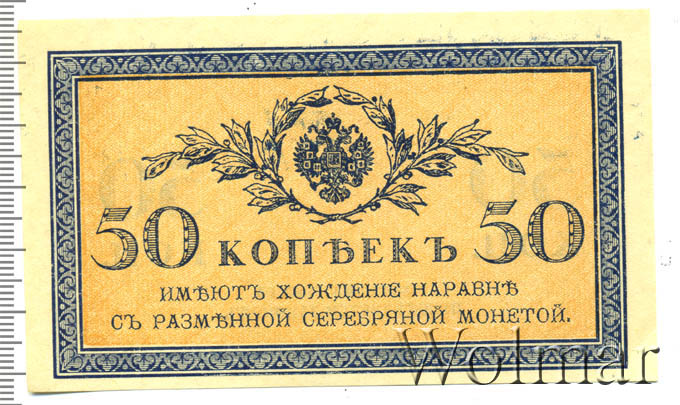 50 КОПѢЕКЪ 50
ИМѢЮТЪ ХОЖДЕНІЕ НАРАВНѢ
СЪ РАЗМѢННОЙ СЕРЕБРЯНОЙ МОНЕТОЙ.
Wolmar